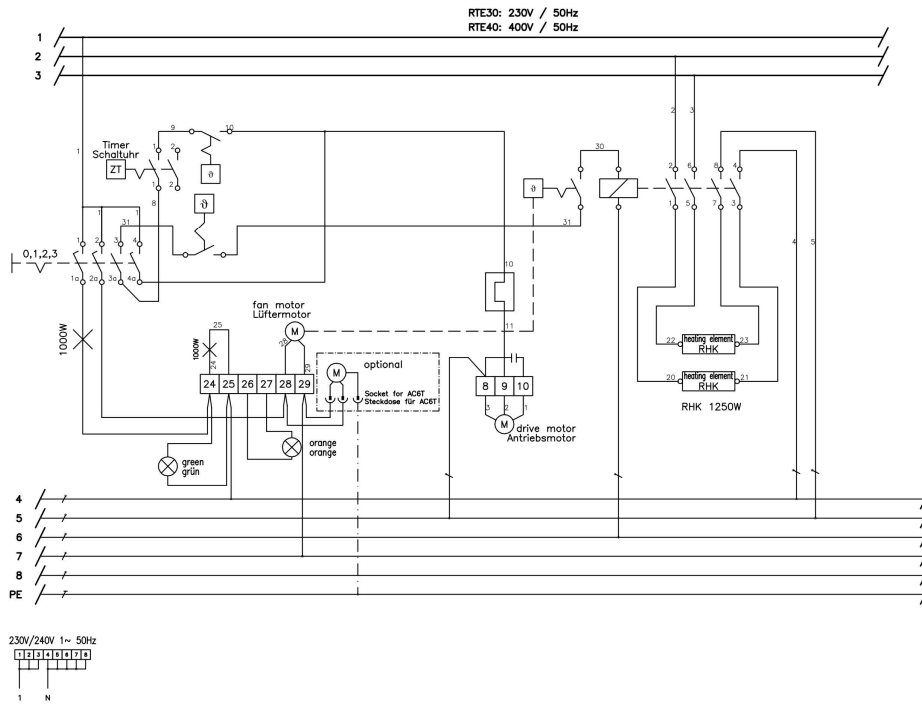 RTE30: 230V / 50Hz
RTE40: 400V / 50Hz
1
2
3
2 3
9 10
Timer
Schaltuhr
1 2
ZT
ϑ
1 2
8
1
30
2 6 8 4
ϑ
1 5 7 3
31
1 1
31
ϑ
1 2 3 4
0,1,2,3
1a 2a 3a 4a
4 5
10
fan motor
Lüftermotor
11
25
M
28
1000W
1000W
24
29
optional
M
heating element
22 RHK 23
24 25 26 27 28 29
Socket for AC6T
Steckdose für AC6T
8 9 10
heating element
20 RHK 21
3 2 1
RHK 1250W
M
drive motor
Antriebsmotor
green
grün
orange
orange
4
5
6
7
8
PE
230V/240V 1~ 50Hz
1 2 3 4 5 6 7 8
1 N